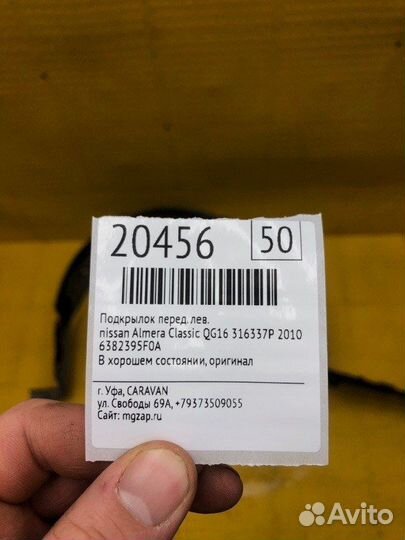 20456 50
Подкрылок перед. лев.
nissan Almera Classic QG16 316337P 2010
6382395F0A
В хорошем состоянии, оригинал
г. Уфа, CARAVAN
ул. Свободы 69А, +79373509055
Сайт: mgzap.ru
Avito